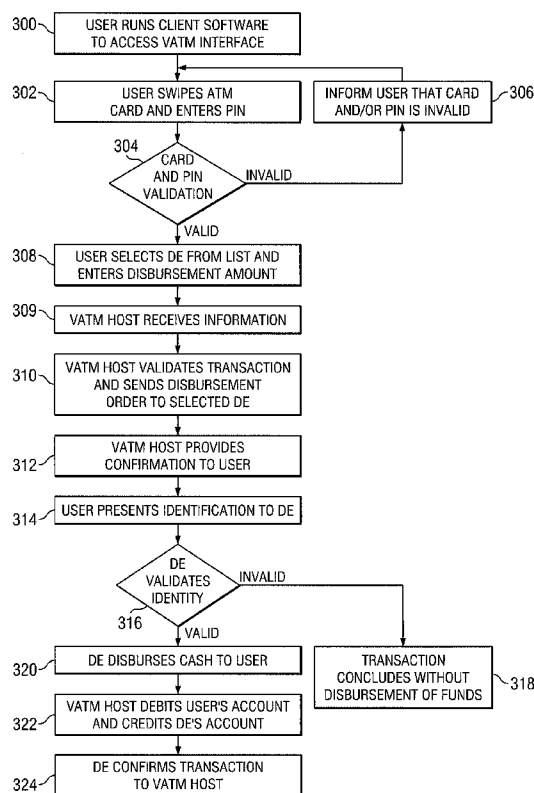 300
USER RUNS CLIENT SOFTWARE
TO ACCESS VATM INTERFACE
302
USER SWIPES ATM
CARD AND ENTERS PIN
INFORM USER THAT CARD
AND/OR PIN IS INVALID
306
304
CARD
AND PIN
VALIDATION
INVALID
VALID
308
USER SELECTS DE FROM LIST AND
ENTERS DISBURSEMENT AMOUNT
309
VATM HOST RECEIVES INFORMATION
310
VATM HOST VALIDATES TRANSACTION
AND SENDS DISBURSEMENT
ORDER TO SELECTED DE
312
VATM HOST PROVIDES
CONFIRMATION TO USER
314
USER PRESENTS IDENTIFICATION TO DE
DE
VALIDATES
IDENTITY
316
INVALID
VALID
320
DE DISBURSES CASH TO USER
TRANSACTION
CONCLUDES WITHOUT
DISBURSEMENT OF FUNDS
318
322
VATM HOST DEBITS USER'S ACCOUNT
AND CREDITS DE'S ACCOUNT
324
DE CONFIRMS TRANSACTION
TO VATM HOST